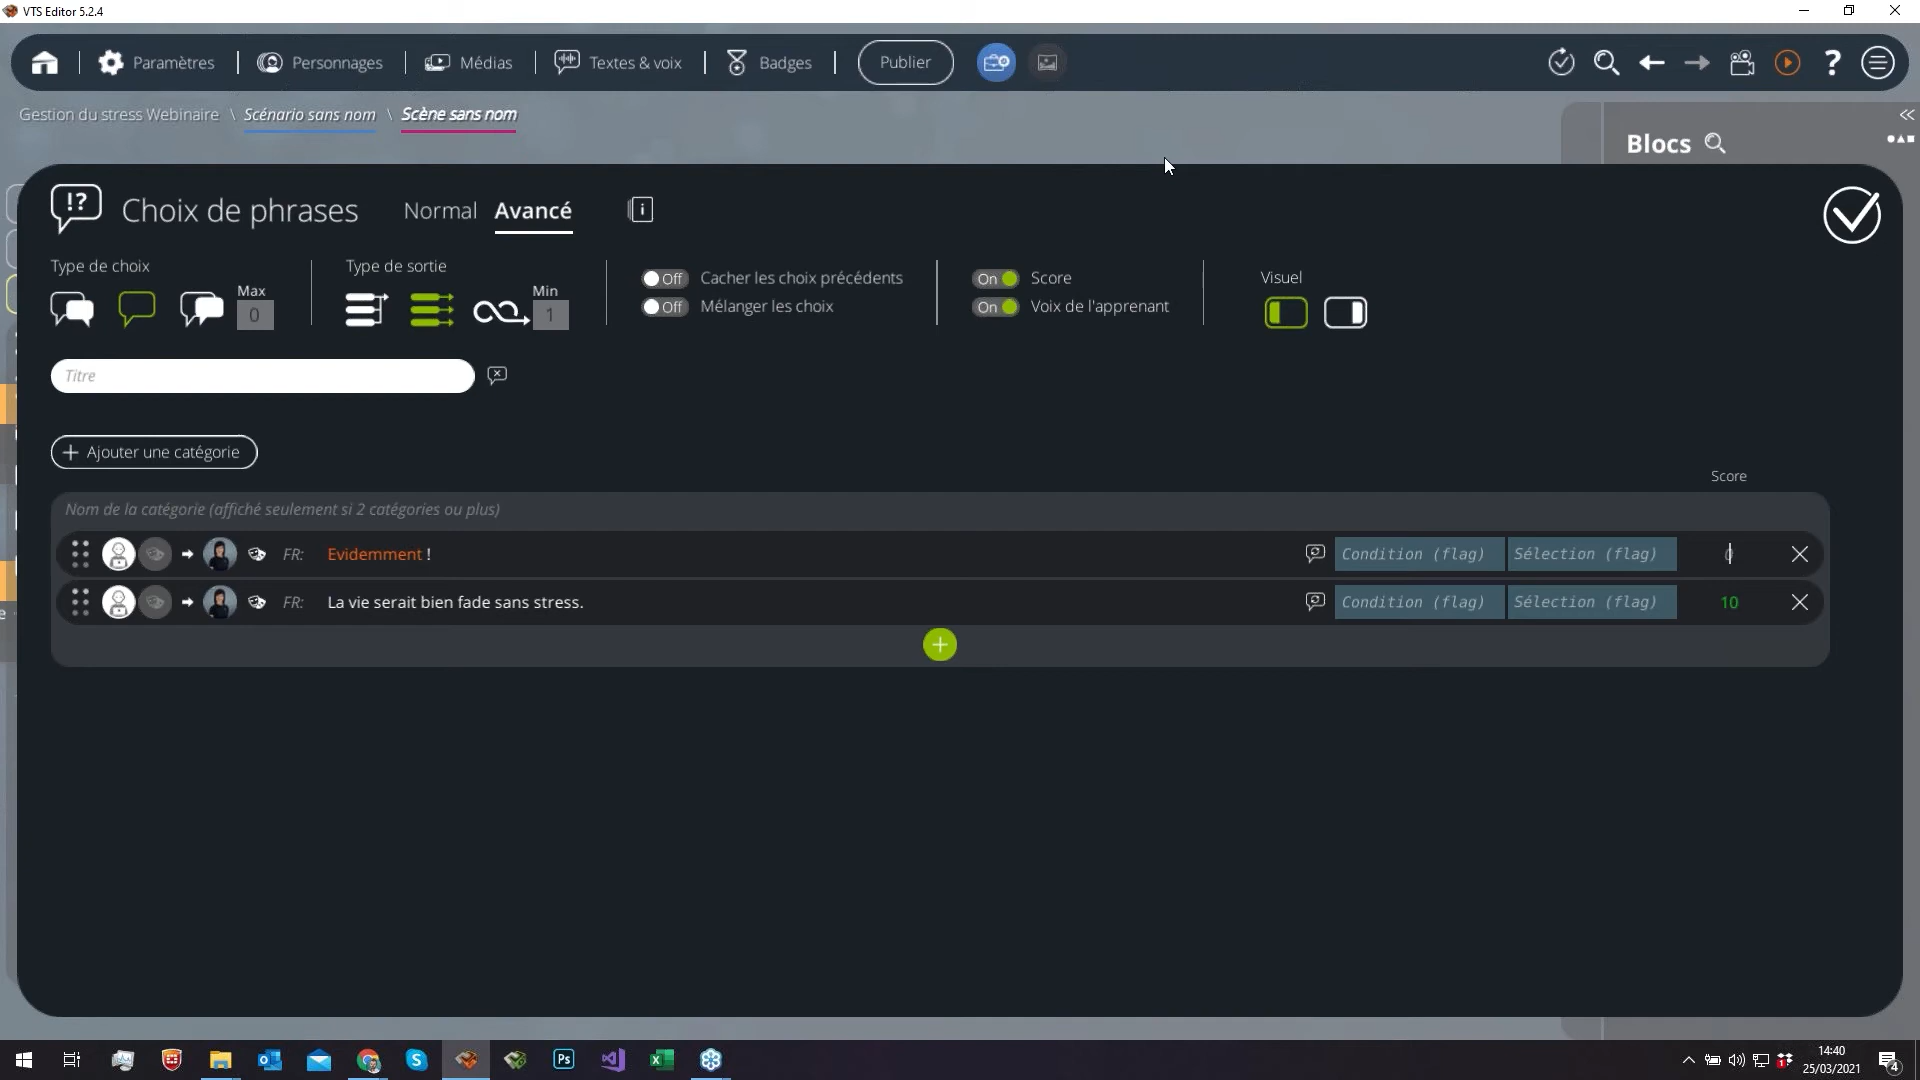 VTS Editor 5.2.4
Paramètres
Personnages
Médias
Textes & voix
Badges
Publier
Gestion du stress Webinaire \ Scénario sans nom \ Scène sans nom
Blocs
Choix de phrases
Normal
Avancé
Type de choix
Max
0
Type de sortie
Min
1
Off Cacher les choix précédents
Off Mélanger les choix
On Score
On Voix de l'apprenant
Visuel
Titre
+ Ajouter une catégorie
Score
Nom de la catégorie (affiché seulement si 2 catégories ou plus)
FR: Evidemment ! Condition (flag) Sélection (flag) 0
FR: La vie serait bien fade sans stress. Condition (flag) Sélection (flag) 10
e
Ps
14:40
25/03/2021
4